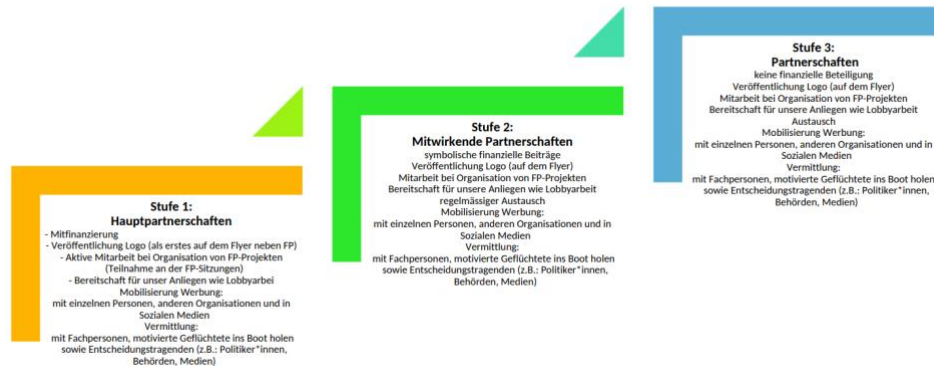 Stufe 1:
Hauptpartnerschaften
- Mitfinanzierung
- Veröffentlichung Logo (als erstes auf dem Flyer neben FP)
- Aktive Mitarbeit bei Organisation von FP-Projekten
(Teilnahme an der FP-Sitzungen)
- Bereitschaft für unser Anliegen wie Lobbyarbei
Mobilisierung Werbung:
mit einzelnen Personen, anderen Organisationen und in
Sozialen Medien
Vermittlung:
mit Fachpersonen, motivierte Geflüchtete ins Boot holen
sowie Entscheidungstragenden (z.B.: Politiker*innen,
Behörden, Medien)
Stufe 2:
Mitwirkende Partnerschaften
symbolische finanzielle Beiträge
Veröffentlichung Logo (auf dem Flyer)
Mitarbeit bei Organisation von FP-Projekten
Bereitschaft für unsere Anliegen wie Lobbyarbeit
regelmässiger Austausch
Mobilisierung Werbung:
mit einzelnen Personen, anderen Organisationen und in
Sozialen Medien
Vermittlung:
mit Fachpersonen, motivierte Geflüchtete ins Boot holen
sowie Entscheidungstragenden (z.B.: Politiker*innen,
Behörden, Medien)
Stufe 3:
Partnerschaften
keine finanzielle Beteiligung
Veröffentlichung Logo (auf dem Flyer)
Mitarbeit bei Organisation von FP-Projekten
Bereitschaft für unsere Anliegen wie Lobbyarbeit
Austausch
Mobilisierung Werbung:
mit einzelnen Personen, anderen Organisationen und in
Sozialen Medien
Vermittlung:
mit Fachpersonen, motivierte Geflüchtete ins Boot holen
sowie Entscheidungstragenden (z.B.: Politiker*innen,
Behörden, Medien)